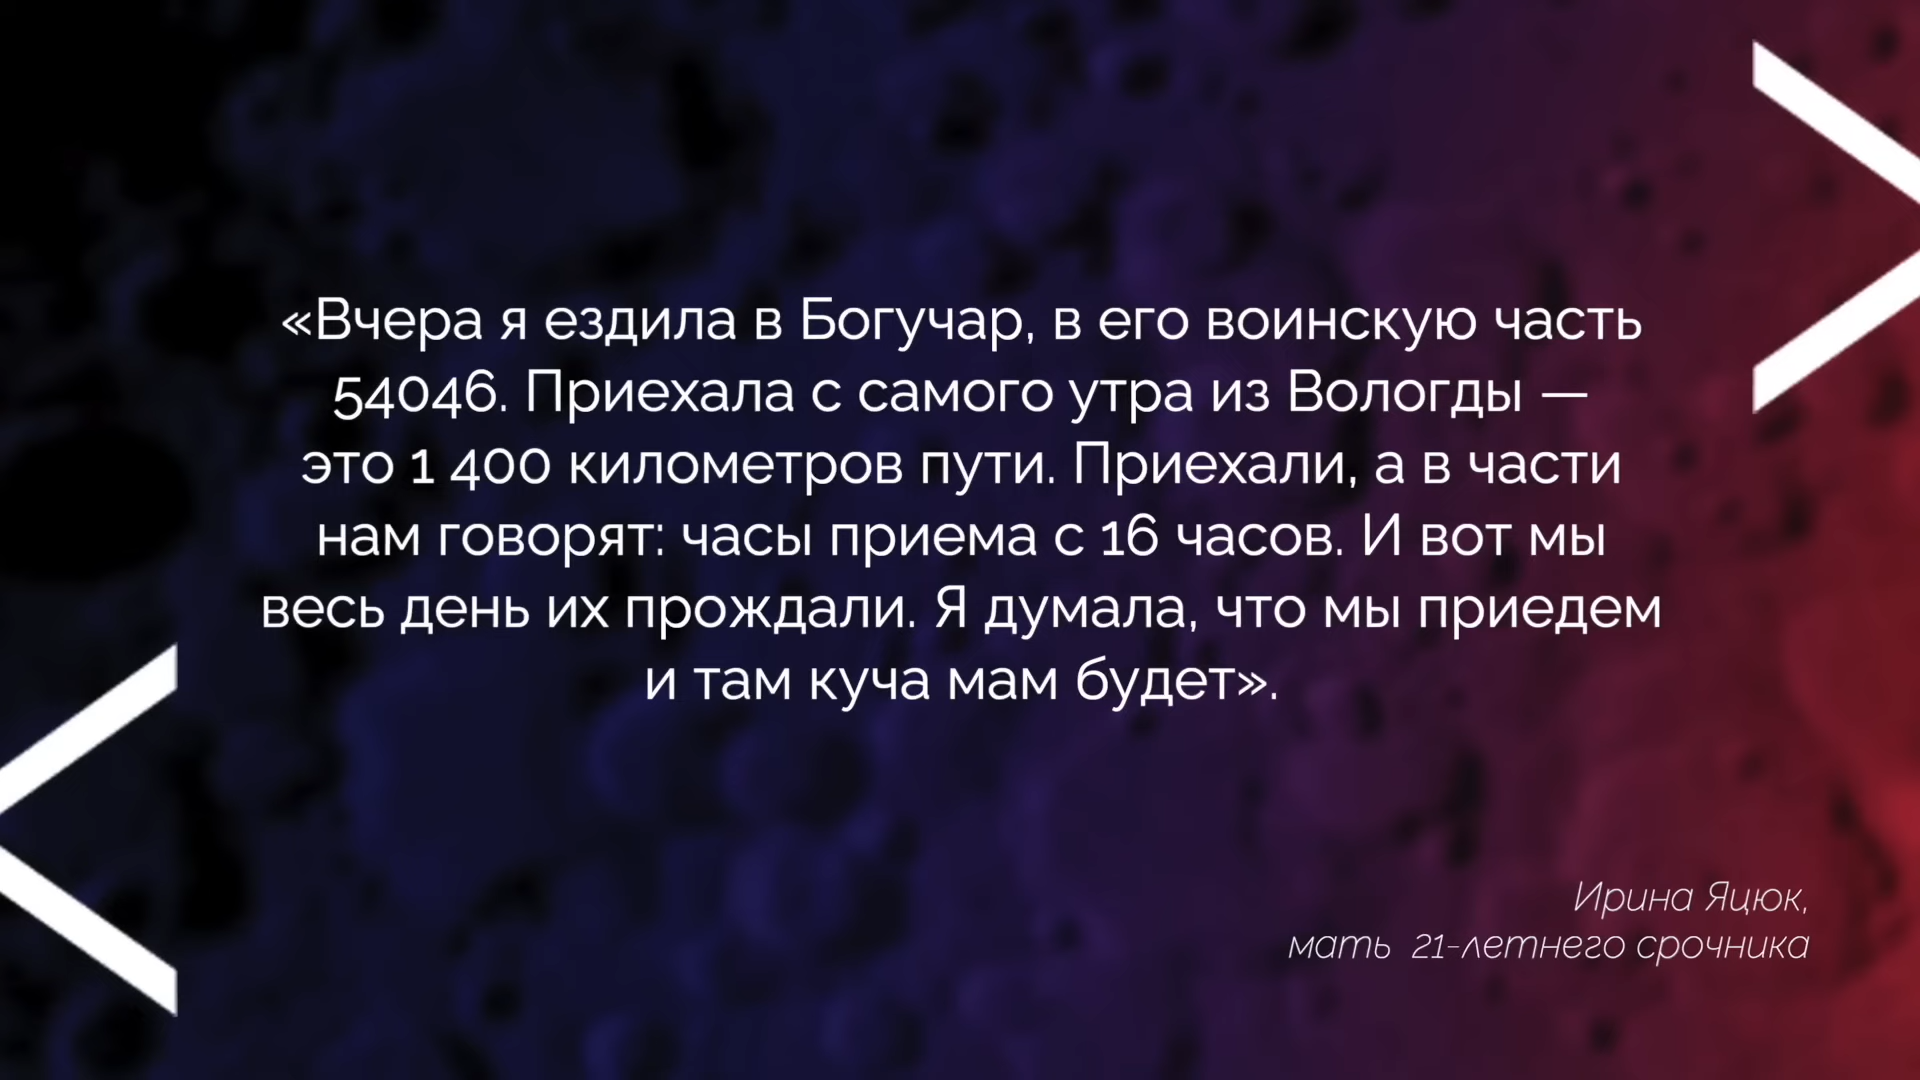 «Вчера я ездила в Богучар, в его воинскую часть
54046. Приехала с самого утра из Вологды —
это 1 400 километров пути. Приехали, а в части
нам говорят: часы приема с 16 часов. И вот мы
весь день их прождали. Я думала, что мы приедем
и там куча мам будет».
Ирина Яцюк,
мать 21-летнего срочника